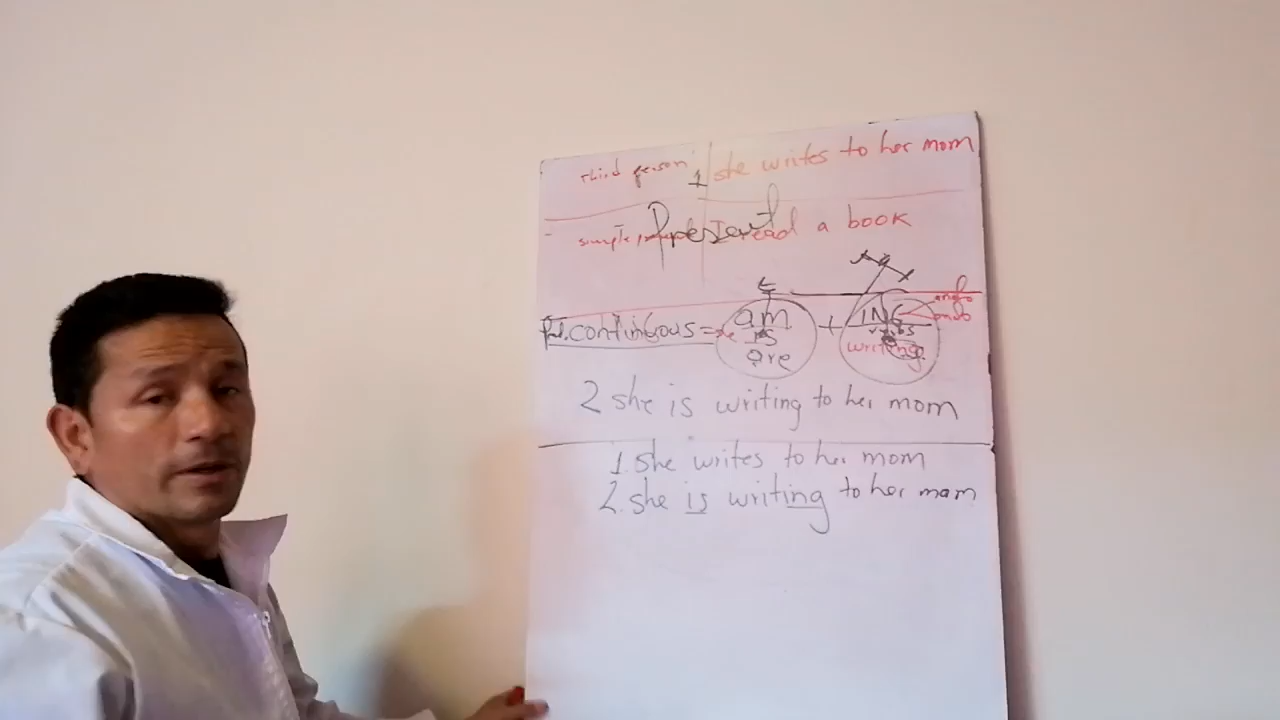 third person 1 she writes to her mom
simple Present I read a book
continuous = am + ING
is verbs ando
are writing endo
2 she is writing to her mom
1. she writes to her mom
2. she is writing to her mom